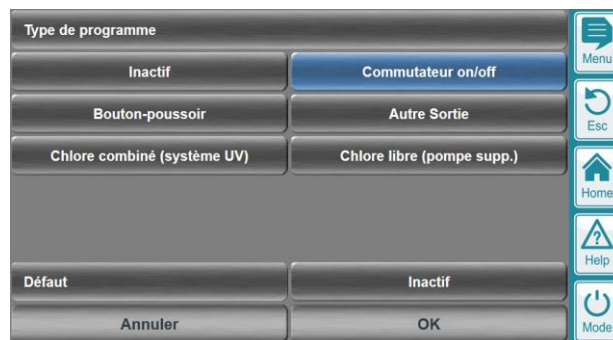 Type de programme
Menu
Inactif
Commutateur on/off
Bouton-poussoir
Autre Sortie
Esc
Chlore combiné (système UV)
Chlore libre (pompe supp.)
Home
?
Help
Défaut
Inactif
Annuler
OK
Mode